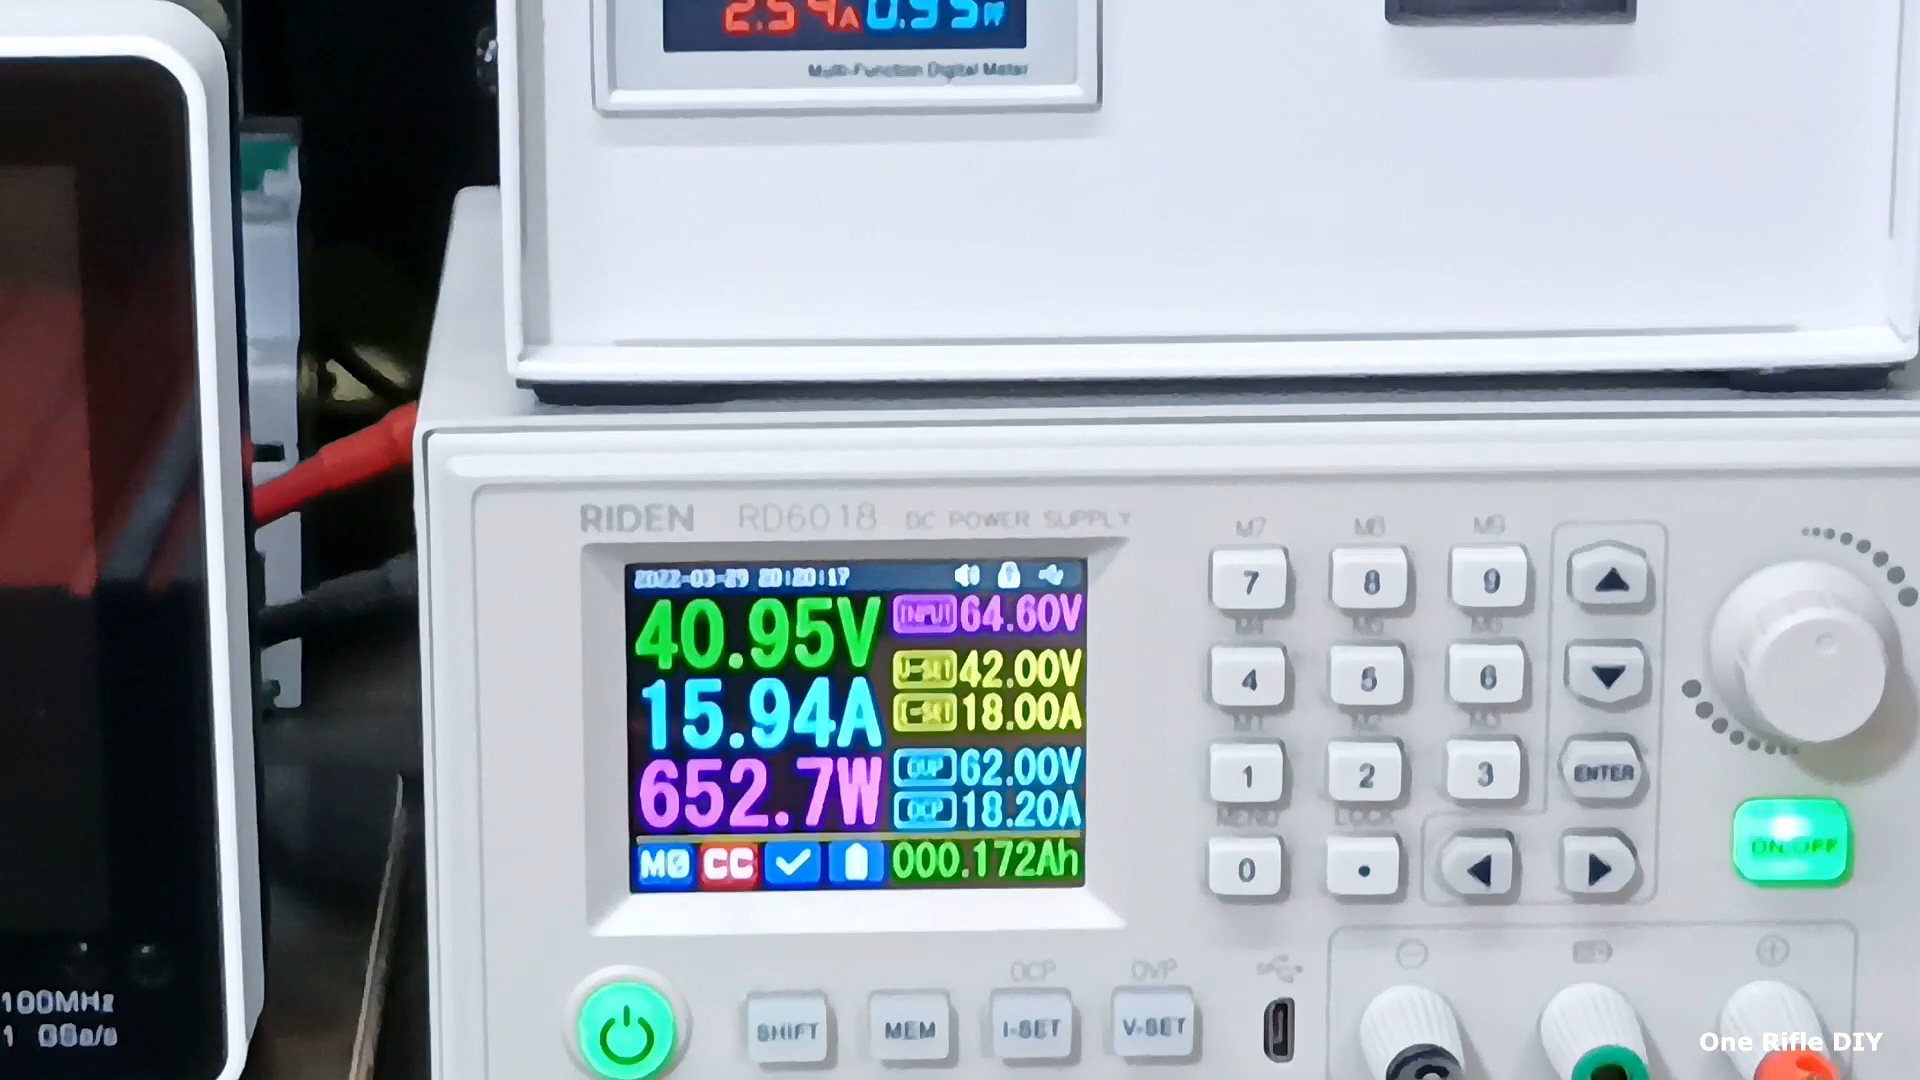 2.54A 0.95W
Multi-Function Digital Meter
RIDEN RD6018 DC POWER SUPPLY
2022-03-29 20:20:17
40.95V
15.94A
652.7W
INPUT 64.60V
V-SET 42.00V
I-SET 18.00A
OVP 62.00V
OCP 18.20A
M0 CC 000.172Ah
M7 M8 M9
7 8 9
M4 M5 M6
4 5 6
M1 M2 M3
1 2 3 ENTER
MENU LOCK
0 .
ON/OFF
OCP OVP
SHIFT MEM I-SET V-SET
100MHz
1 GSa/s
One Rifle DIY